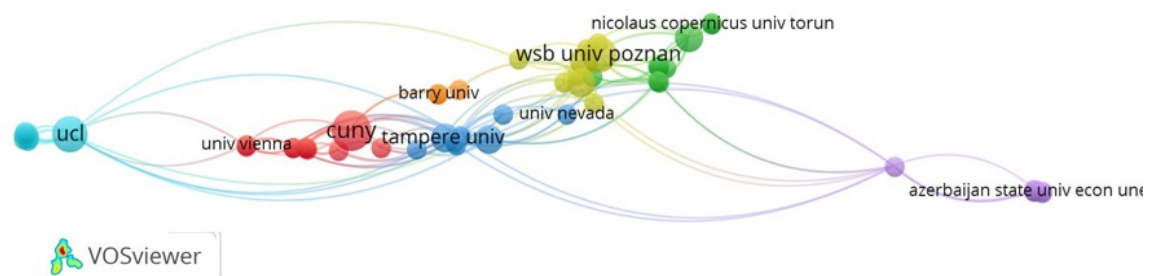 nicolaus copernicus univ torun
wsb univ poznan
barry univ
univ nevada
ucl
univ vienna
cuny
tampere univ
azerbaijan state univ econ une
VOSviewer